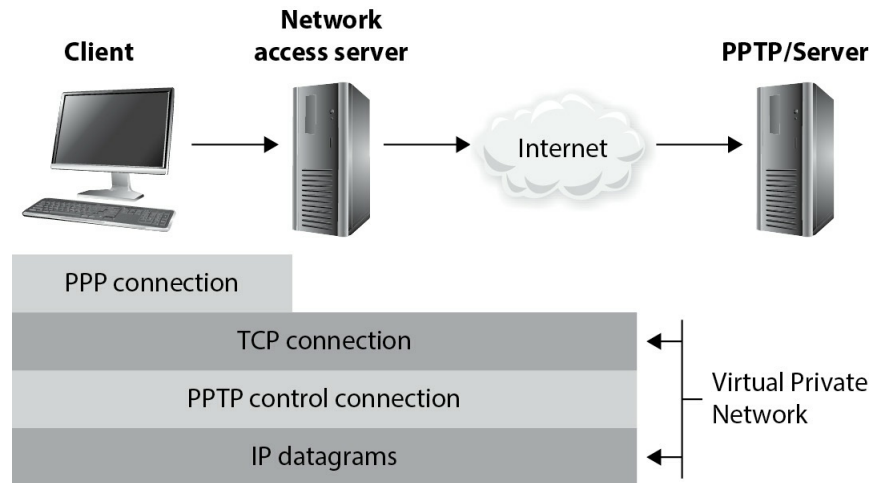 Client
Network
access server
PPTP/Server
Internet
PPP connection
TCP connection
PPTP control connection
IP datagrams
Virtual Private
Network